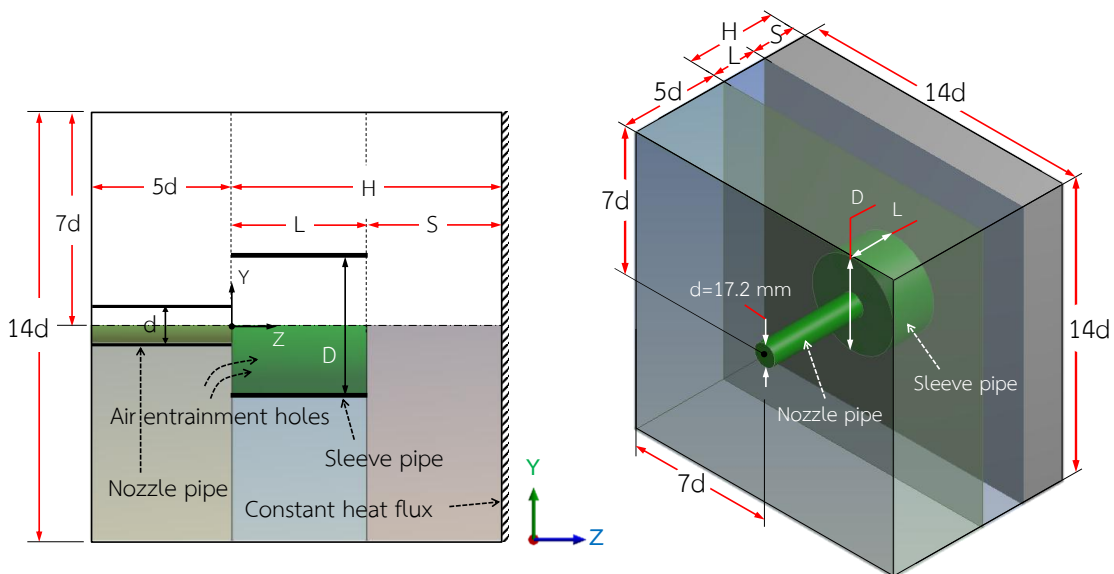 5d
H
7d
L
S
Y
14d
d
Z
D
Air entrainment holes
Sleeve pipe
Nozzle pipe
Constant heat flux
Y
Z
H
S
L
5d
14d
7d
D
L
d=17.2 mm
14d
Sleeve pipe
Nozzle pipe
7d